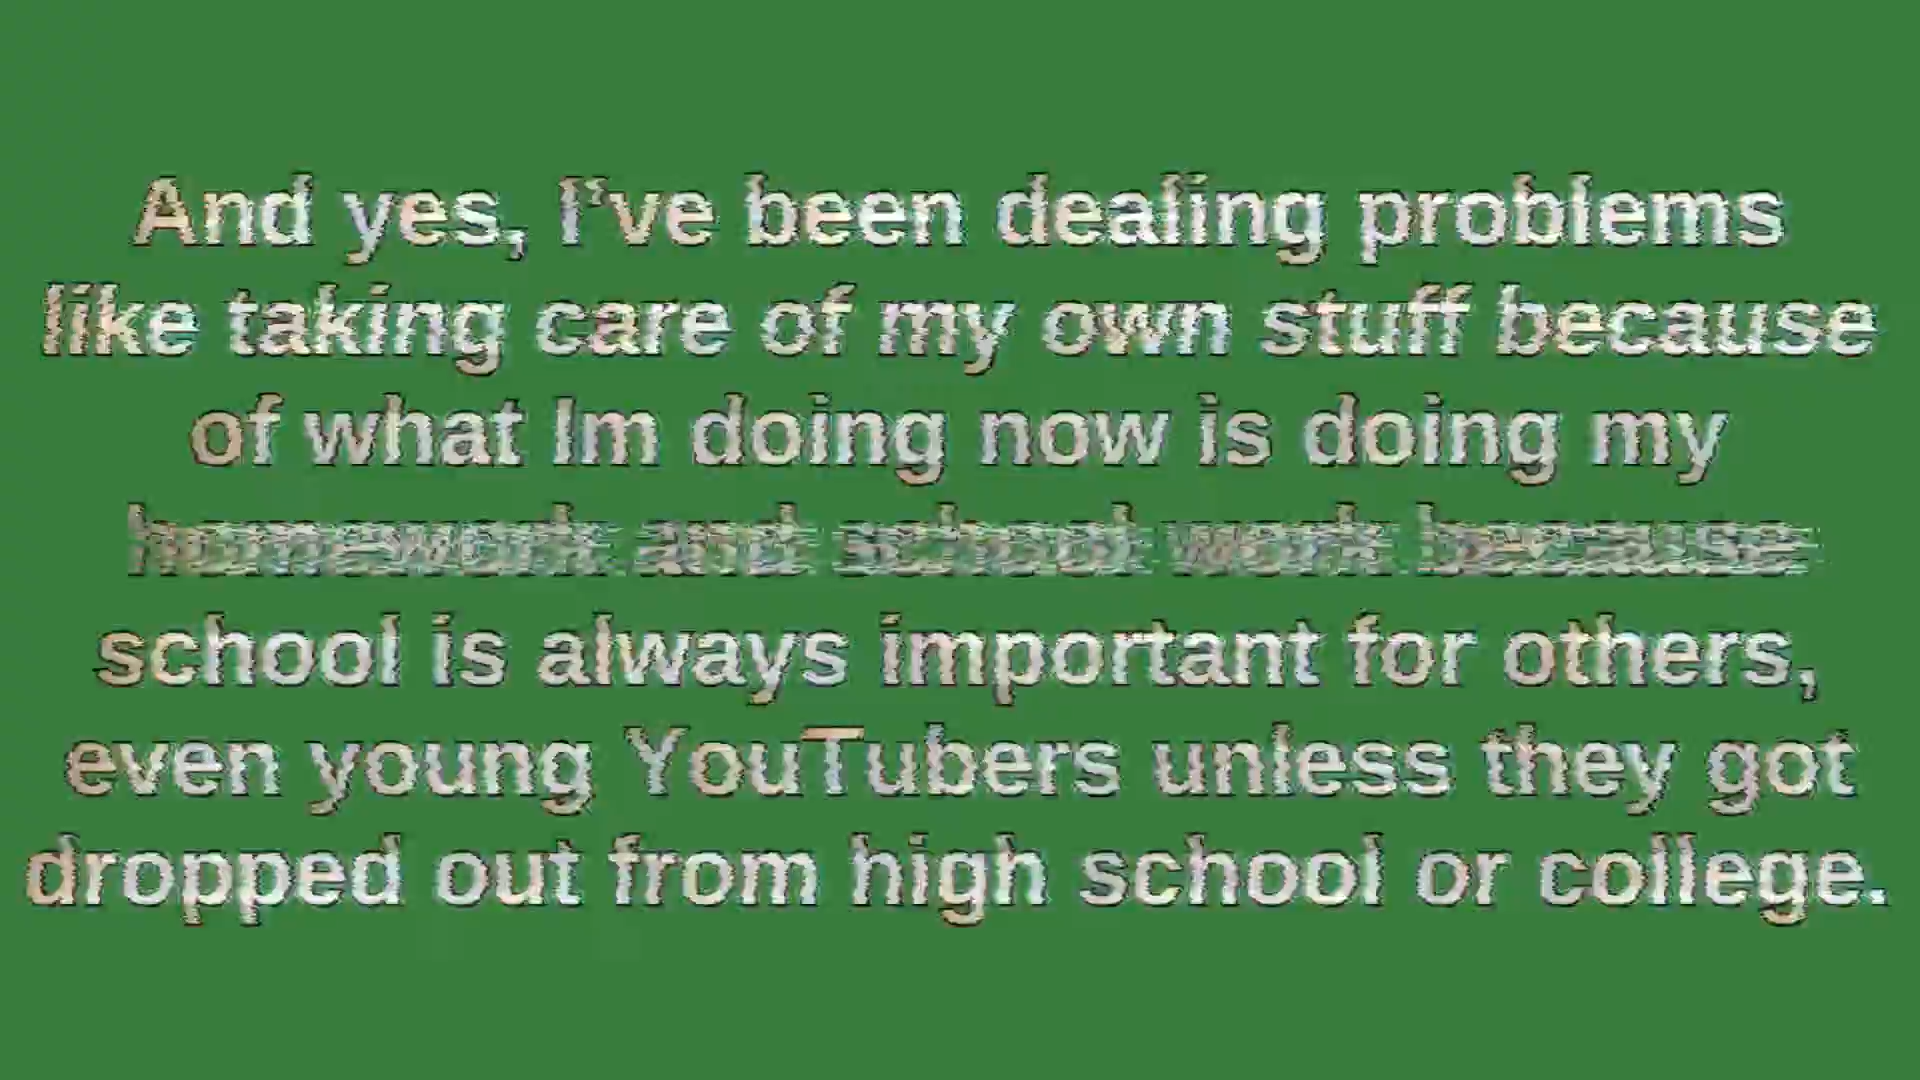 And yes, I've been dealing problems
like taking care of my own stuff because
of what Im doing now is doing my
homework and school work because
school is always important for others,
even young YouTubers unless they got
dropped out from high school or college.